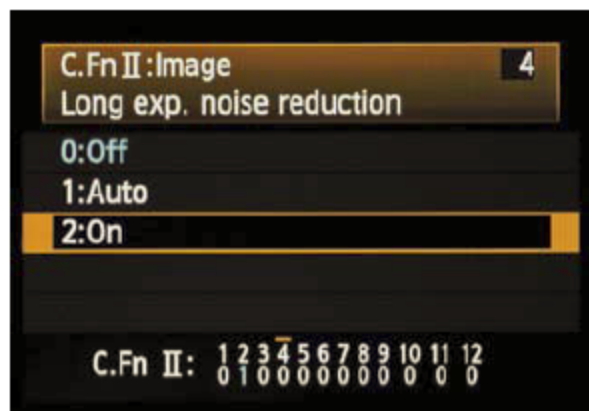 C.Fn II:Image 4
Long exp. noise reduction
0:Off
1:Auto
2:On
C.Fn II: 1 2 3 4 5 6 7 8 9 10 11 12
0 1 0 0 0 0 0 0 0 0 0 0